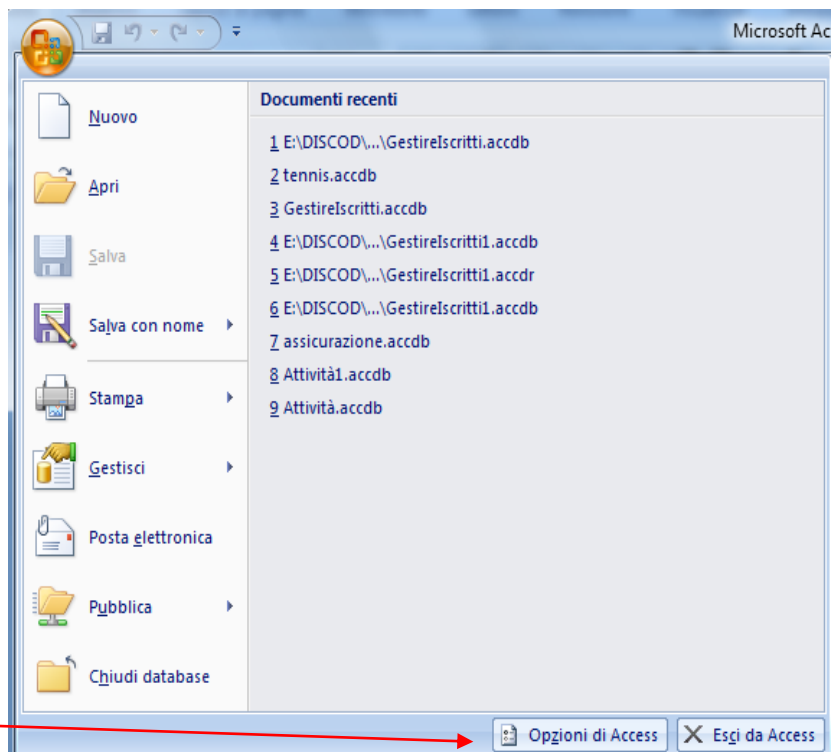 Microsoft Ac
Nuovo
Apri
Salva
Salva con nome
Stampa
Gestisci
Posta elettronica
Pubblica
Chiudi database
Documenti recenti
1 E:\DISCOD\...\GestireIscritti.accdb
2 tennis.accdb
3 GestireIscritti.accdb
4 E:\DISCOD\...\GestireIscritti1.accdb
5 E:\DISCOD\...\GestireIscritti1.accdr
6 E:\DISCOD\...\GestireIscritti1.accdb
7 assicurazione.accdb
8 Attività1.accdb
9 Attività.accdb
Opzioni di Access
Esci da Access